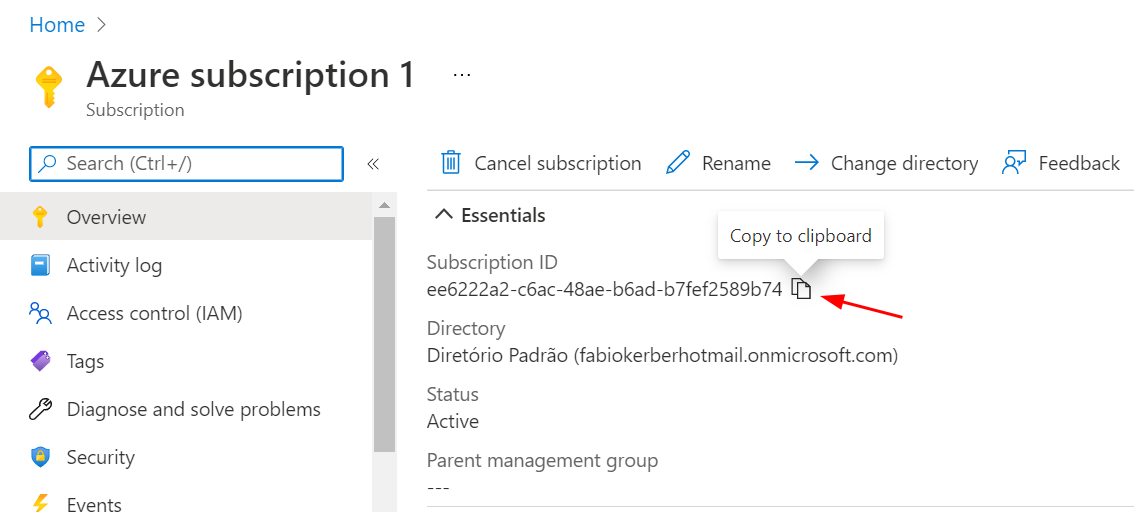 Home
Azure subscription 1 ...
Subscription
Search (Ctrl+/)
«
Cancel subscription
Rename
Change directory
Feedback
Overview
Activity log
Access control (IAM)
Tags
Diagnose and solve problems
Security
Events
Essentials
Copy to clipboard
Subscription ID
ee6222a2-c6ac-48ae-b6ad-b7fef2589b74
Directory
Diretório Padrão (fabiokerberhotmail.onmicrosoft.com)
Status
Active
Parent management group
---